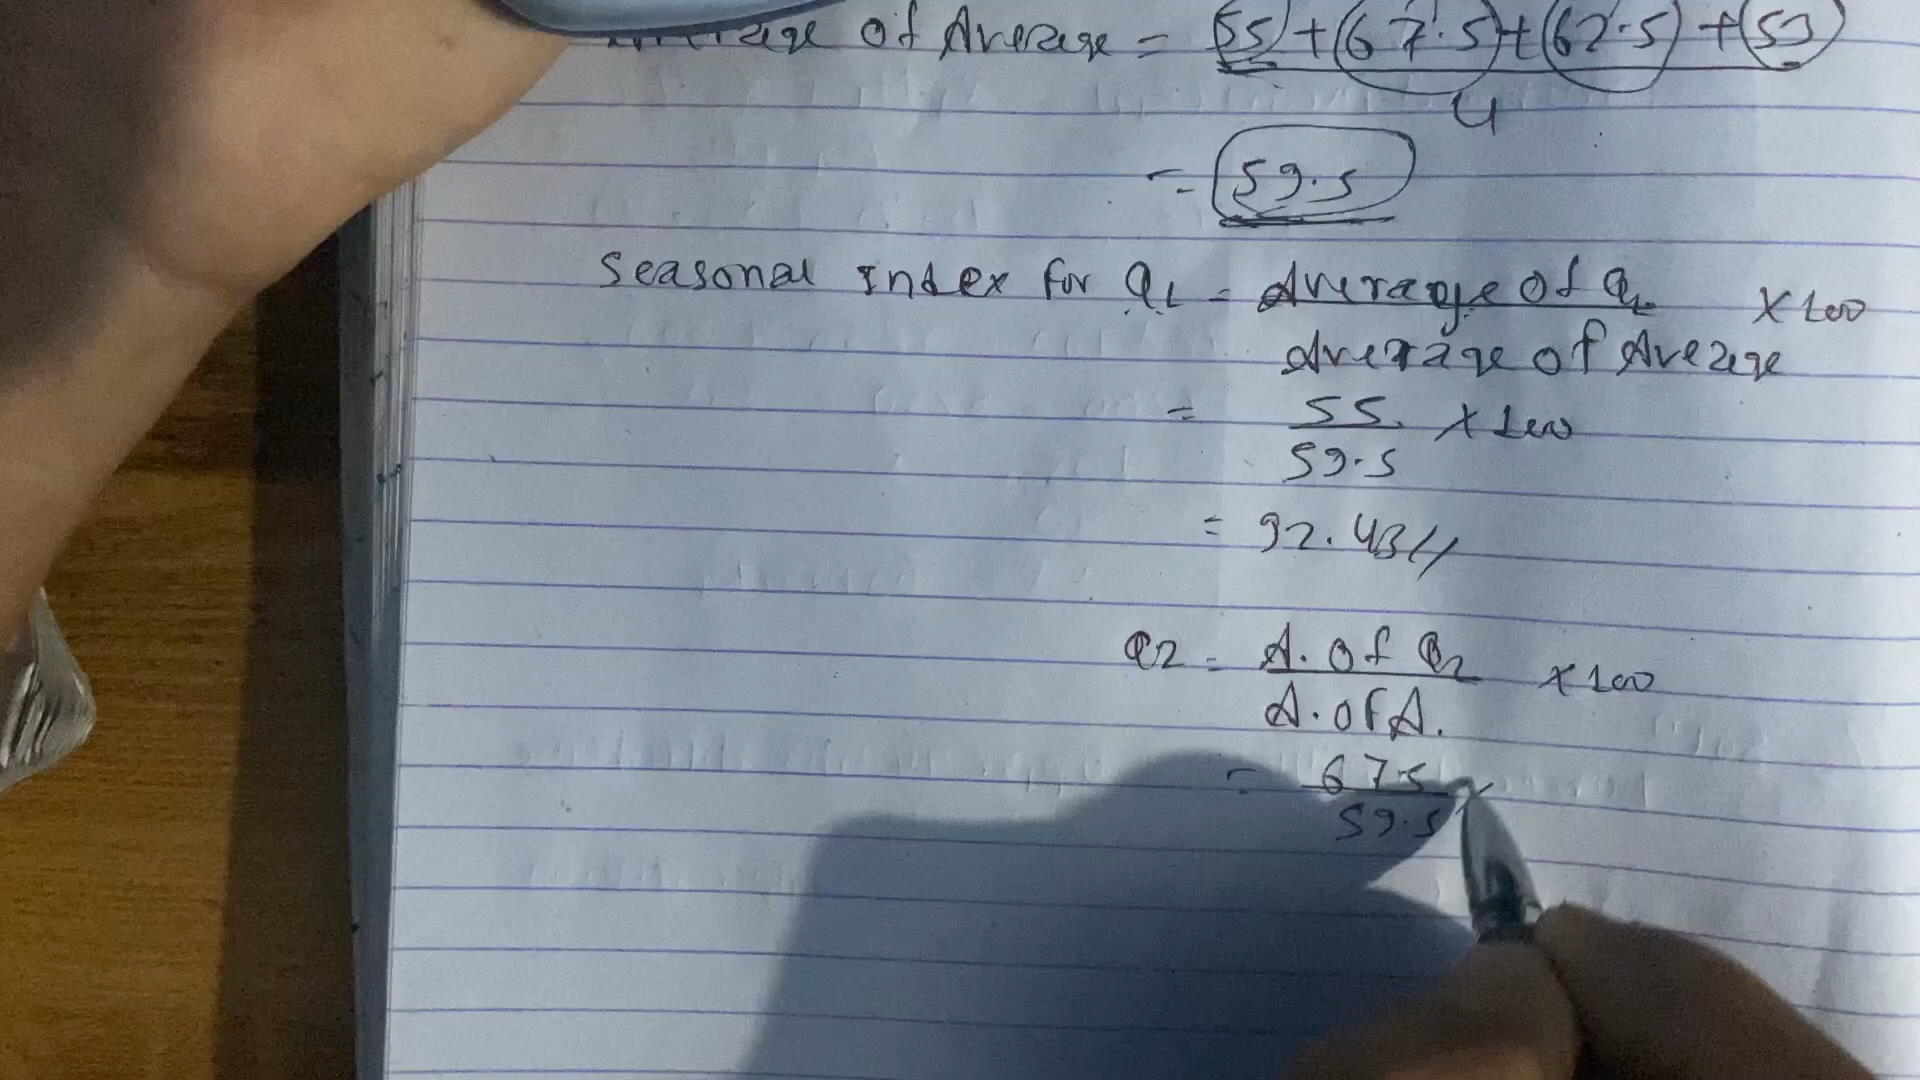 Average of Average = 55 + 67.5 + 62.5 + 53
4
= 59.5
Seasonal Index for Q1 = Average of Q1 × 100
Average of Average
= 55 × 100
59.5
= 92.43//
Q2 = A. of Q2 × 100
A. of A.
= 67.5 ×
59.5